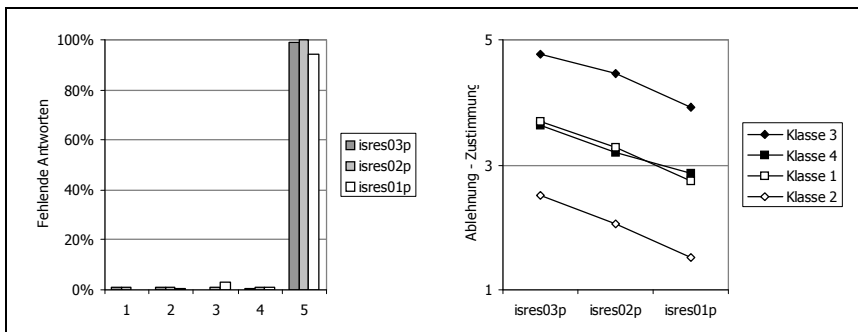 Fehlende Antworten
100%
80%
60%
40%
20%
0%
1 2 3 4 5
isres03p
isres02p
isres01p
Ablehnung - Zustimmung
5
3
1
isres03p isres02p isres01p
Klasse 3
Klasse 4
Klasse 1
Klasse 2